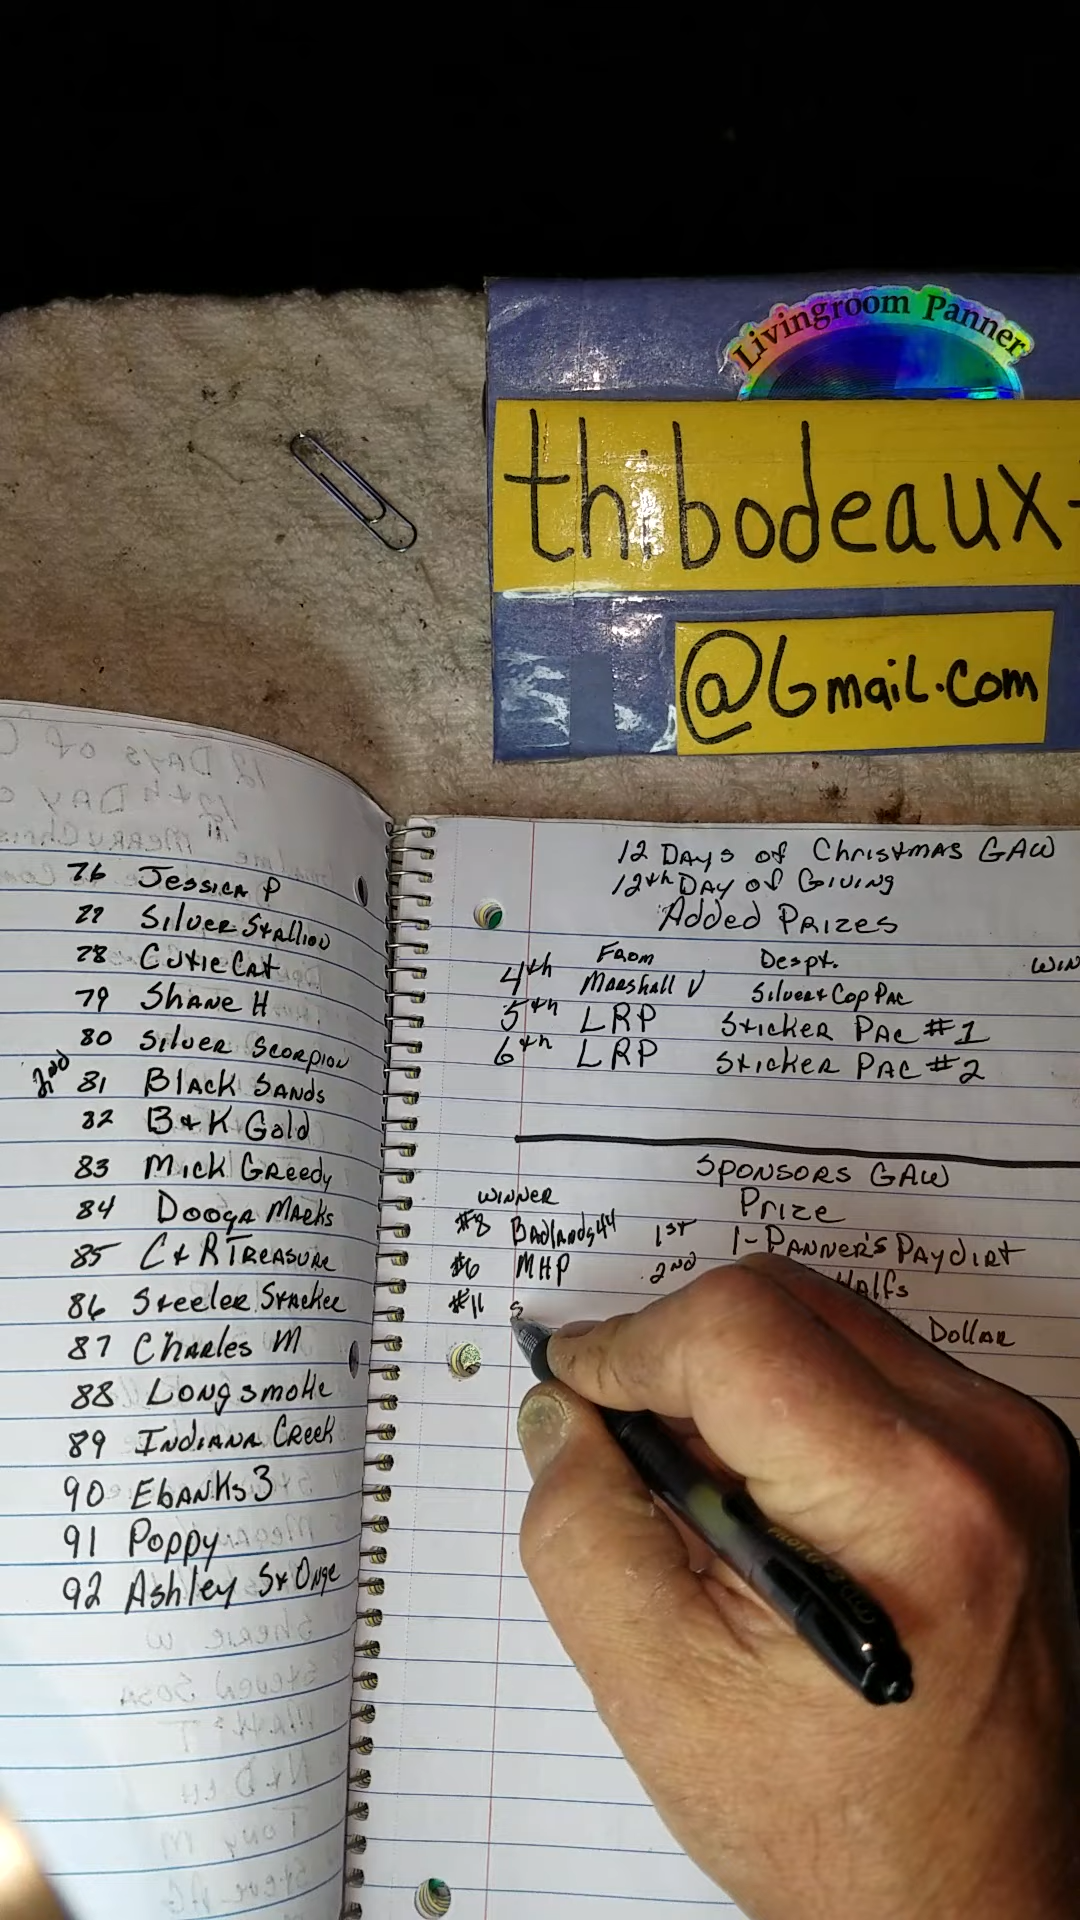 Livingroom Panner
thibodeaux-
@Gmail.com
76 Jessica P
77 Silver Stallion
78 Cutie Cat
79 Shane H
80 Silver Scorpion
2nd 81 Black Sands
82 B&K Gold
83 Mick Greedy
84 Dooga Marks
85 C & R Treasure
86 Steeler Stacker
87 Charles M
88 Longsmoke
89 Indiana Creek
90 Ebanks3
91 Poppy
92 Ashley St Onge
12 Days of Christmas GAW
12th Day of Giving
Added Prizes
From Despt. WIN
4th Marshall V Silver & Cop Pac
5th LRP Sticker Pac #1
6th LRP Sticker Pac #2
Sponsors GAW
Winner Prize
#8 Badlands44 1st 1-Panner's Paydirt
#6 MHP 2nd Halfs
#11 Dollar